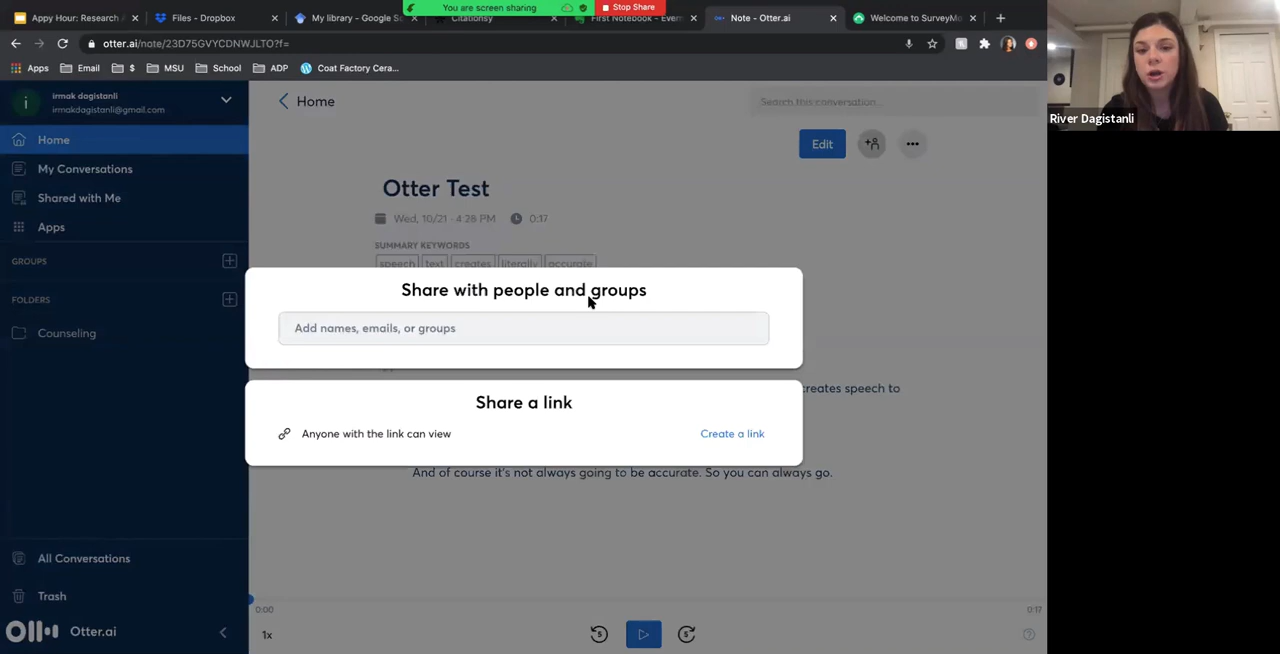 You are screen sharing
Stop Share
Appy Hour: Research
Files - Dropbox
My library - Google S
Citationsy
First Notebook - Evern
Note - Otter.ai
Welcome to SurveyMo
otter.ai/note/23D75GVYCDNWJLTO?f=
Apps
Email
$
MSU
School
ADP
Coat Factory Cera...
River Dagistanli
i
irmak dagistanli
irmakdagistanli@gmail.com
Home
Search this conversation...
Home
Edit
My Conversations
Otter Test
Shared with Me
Wed, 10/21 · 4:28 PM
0:17
Apps
SUMMARY KEYWORDS
GROUPS
speech
text
creates
literally
accurate
Share with people and groups
FOLDERS
Add names, emails, or groups
Counseling
creates speech to
Share a link
Anyone with the link can view
Create a link
And of course it's not always going to be accurate. So you can always go.
All Conversations
Trash
0:00
0:17
Otter.ai
1x
5
5